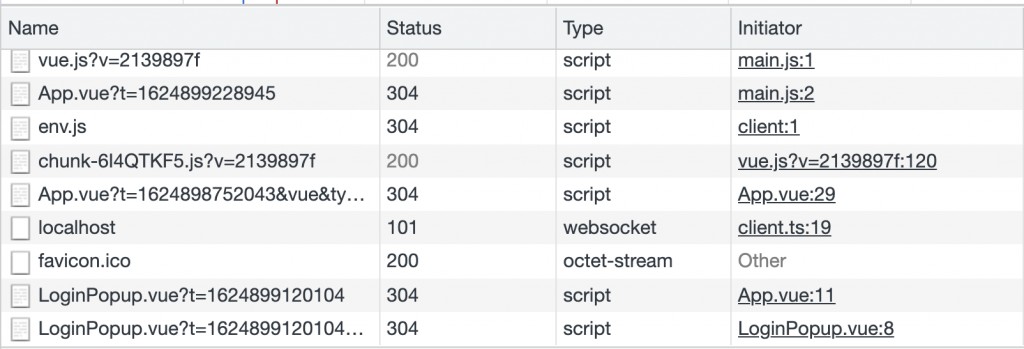 Name Status Type Initiator
vue.js?v=2139897f 200 script main.js:1
App.vue?t=1624899228945 304 script main.js:2
env.js 304 script client:1
chunk-6I4QTKF5.js?v=2139897f 200 script vue.js?v=2139897f:120
App.vue?t=1624898752043&vue&ty... 304 script App.vue:29
localhost 101 websocket client.ts:19
favicon.ico 200 octet-stream Other
LoginPopup.vue?t=1624899120104 304 script App.vue:11
LoginPopup.vue?t=1624899120104... 304 script LoginPopup.vue:8